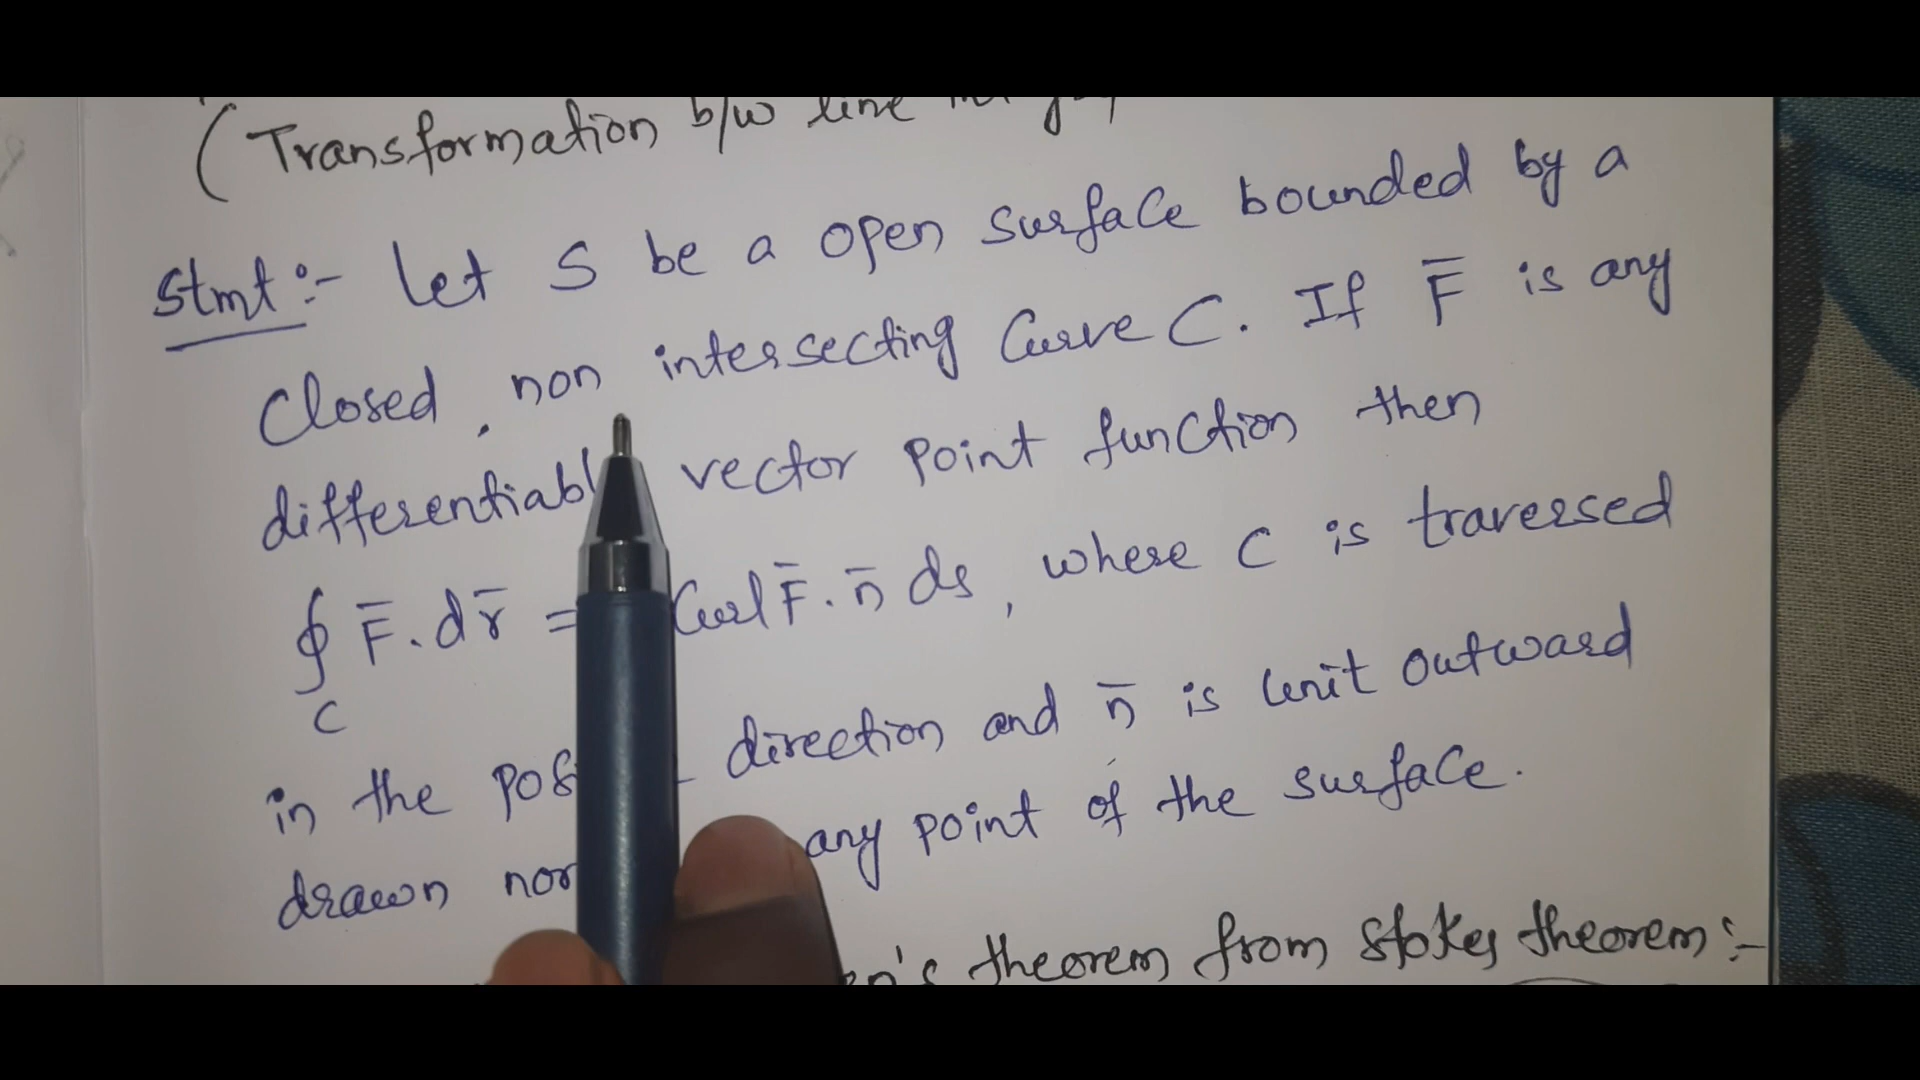 (Transformation b/w line
Stmt :- Let S be a open surface bounded by a
closed, non intersecting curve C. If F̅ is any
differentiabl vector point function then
∮_C F̅. dr̅ = Curl F̅. n̅ ds, where C is traversed
in the direction and n̅ is unit outward
drawn any point of the surface.
theorem from stokes theorem :-